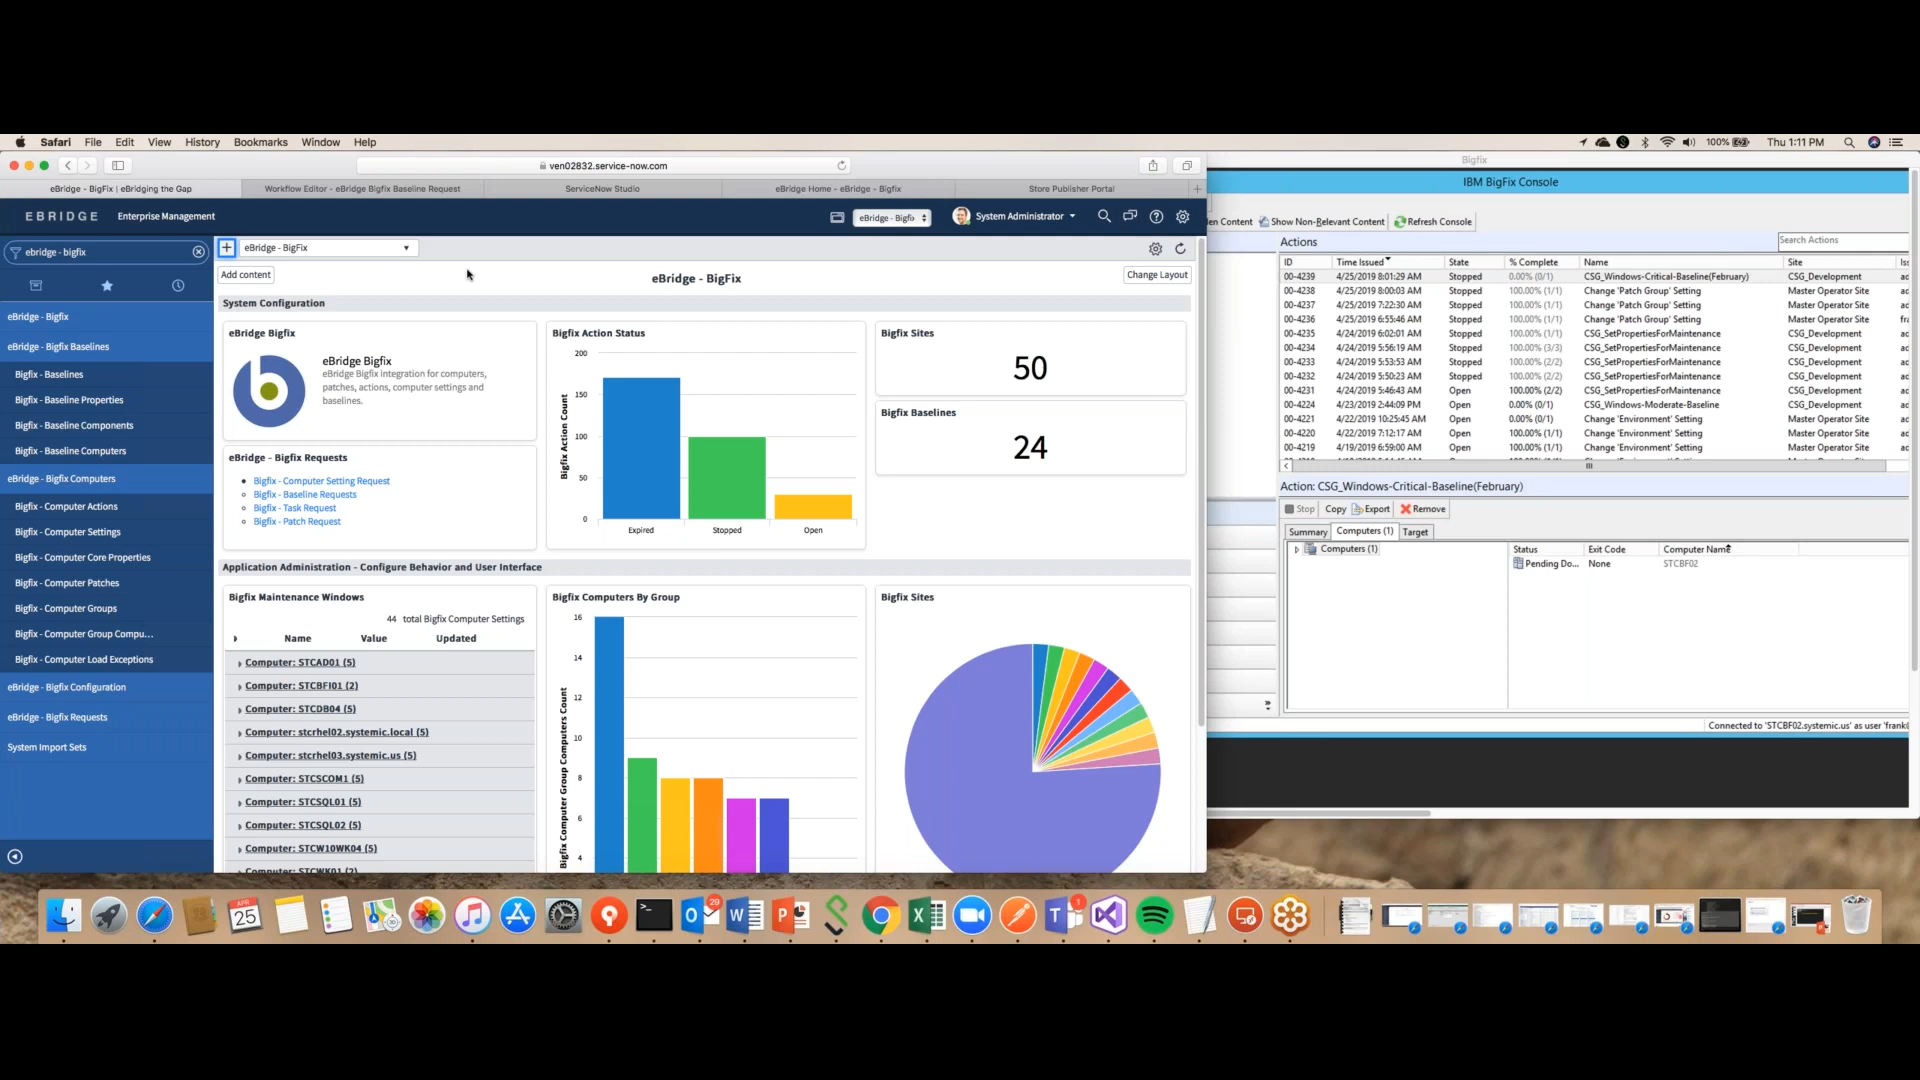 Safari File Edit View History Bookmarks Window Help
100% Thu 1:11 PM
ven02832.service-now.com
eBridge - BigFix | eBridging the Gap
Workflow Editor - eBridge Bigfix Baseline Request
ServiceNow Studio
eBridge Home - eBridge - Bigfix
Store Publisher Portal
EBRIDGE Enterprise Management
eBridge - Bigfix
System Administrator
ebridge - bigfix
eBridge - Bigfix
eBridge - Bigfix Baselines
Bigfix - Baselines
Bigfix - Baseline Properties
Bigfix - Baseline Components
Bigfix - Baseline Computers
eBridge - Bigfix Computers
Bigfix - Computer Actions
Bigfix - Computer Settings
Bigfix - Computer Core Properties
Bigfix - Computer Patches
Bigfix - Computer Groups
Bigfix - Computer Group Compu...
Bigfix - Computer Load Exceptions
eBridge - Bigfix Configuration
eBridge - Bigfix Requests
System Import Sets
eBridge - BigFix
Add content
eBridge - BigFix
Change Layout
System Configuration
eBridge Bigfix
eBridge Bigfix
eBridge Bigfix integration for computers,
patches, actions, computer settings and
baselines.
eBridge - Bigfix Requests
Bigfix - Computer Setting Request
Bigfix - Baseline Requests
Bigfix - Task Request
Bigfix - Patch Request
Bigfix Action Status
Bigfix Action Count
200
150
100
50
0
Expired Stopped Open
Bigfix Sites
50
Bigfix Baselines
24
Application Administration - Configure Behavior and User Interface
Bigfix Maintenance Windows
44 total Bigfix Computer Settings
Name Value Updated
Computer: STCAD01 (5)
Computer: STCBFI01 (2)
Computer: STCDB04 (5)
Computer: stcrhel02.systemic.local (5)
Computer: stcrhel03.systemic.us (5)
Computer: STCSCOM1 (5)
Computer: STCSQL01 (5)
Computer: STCSQL02 (5)
Computer: STCW10WK04 (5)
Computer: STCWK01 (2)
Bigfix Computers By Group
Bigfix Computer Group Computers Count
16
14
12
10
8
6
4
Bigfix Sites
Bigfix
IBM BigFix Console
Content Show Non-Relevant Content Refresh Console
Actions
Search Actions
ID Time Issued State % Complete Name Site
00-4239 4/25/2019 8:01:29 AM Stopped 0.00% (0/1) CSG_Windows-Critical-Baseline(February) CSG_Development
00-4238 4/25/2019 8:00:03 AM Stopped 100.00% (1/1) Change 'Patch Group' Setting Master Operator Site
00-4237 4/25/2019 7:22:30 AM Stopped 100.00% (1/1) Change 'Patch Group' Setting Master Operator Site
00-4236 4/25/2019 6:55:46 AM Stopped 100.00% (1/1) Change 'Patch Group' Setting Master Operator Site
00-4235 4/24/2019 6:02:01 AM Stopped 100.00% (1/1) CSG_SetPropertiesForMaintenance CSG_Development
00-4234 4/24/2019 5:56:19 AM Stopped 100.00% (3/3) CSG_SetPropertiesForMaintenance CSG_Development
00-4233 4/24/2019 5:53:53 AM Stopped 100.00% (2/2) CSG_SetPropertiesForMaintenance CSG_Development
00-4232 4/24/2019 5:50:23 AM Stopped 100.00% (2/2) CSG_SetPropertiesForMaintenance CSG_Development
00-4231 4/24/2019 5:46:43 AM Open 100.00% (2/2) CSG_SetPropertiesForMaintenance CSG_Development
00-4224 4/23/2019 2:44:09 PM Open 0.00% (0/1) CSG_Windows-Moderate-Baseline CSG_Development
00-4221 4/22/2019 10:25:45 AM Open 0.00% (0/1) Change 'Environment' Setting Master Operator Site
00-4220 4/22/2019 7:12:17 AM Open 100.00% (1/1) Change 'Environment' Setting Master Operator Site
00-4219 4/19/2019 6:59:00 AM Open 100.00% (1/1) Change 'Environment' Setting Master Operator Site
Action: CSG_Windows-Critical-Baseline(February)
Stop Copy Export Remove
Summary Computers (1) Target
Computers (1)
Status Exit Code Computer Name
Pending Do... None STCBF02
Connected to 'STCBF02.systemic.us' as user 'frank
APR
25
29
1